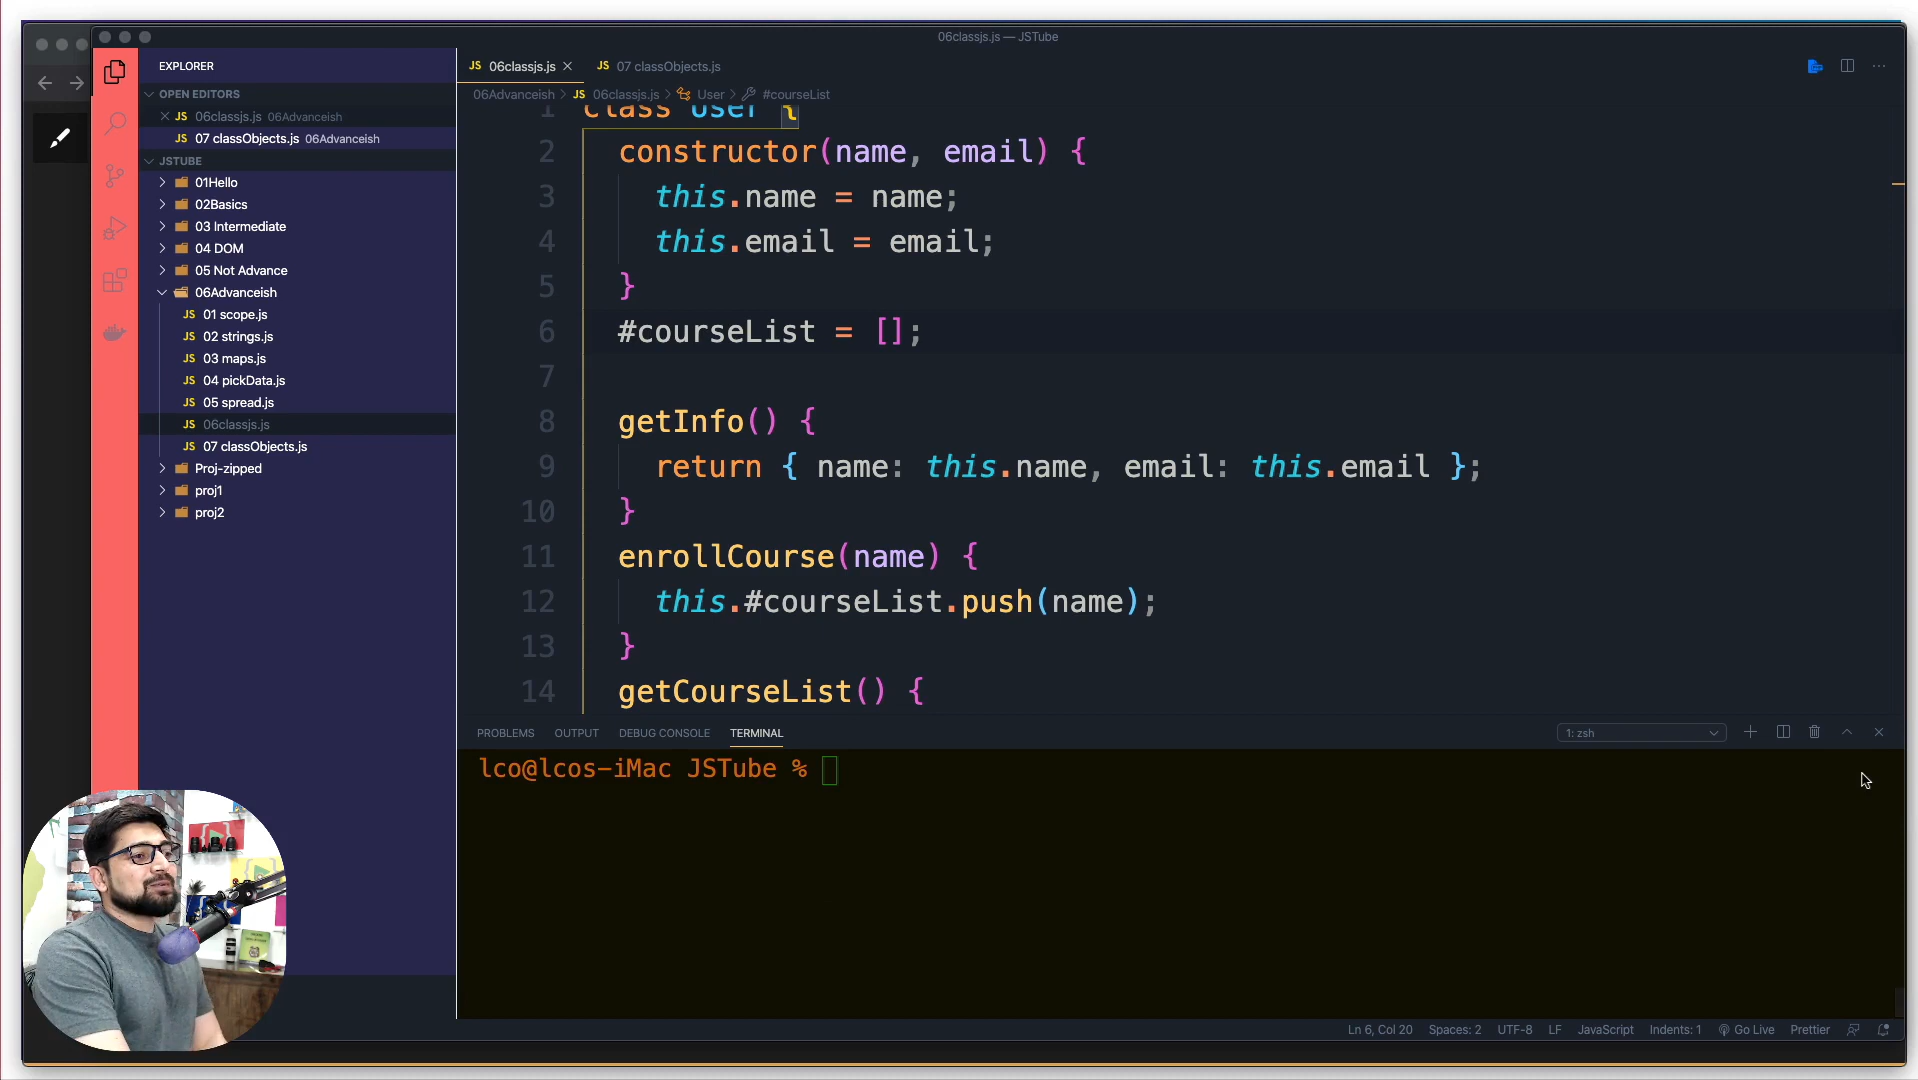 06classjs.js — JSTube
EXPLORER
OPEN EDITORS
06classjs.js 06Advanceish
JS 07 classObjects.js 06Advanceish
JSTUBE
01Hello
02Basics
03 Intermediate
04 DOM
05 Not Advance
06Advanceish
JS 01 scope.js
JS 02 strings.js
JS 03 maps.js
JS 04 pickData.js
JS 05 spread.js
JS 06classjs.js
JS 07 classObjects.js
Proj-zipped
proj1
proj2
JS 06classjs.js JS 07 classObjects.js
06Advanceish > JS 06classjs.js > User > #courseList
1 class User {
2 constructor(name, email) {
3 this.name = name;
4 this.email = email;
5 }
6 #courseList = [];
7
8 getInfo() {
9 return { name: this.name, email: this.email };
10 }
11 enrollCourse(name) {
12 this.#courseList.push(name);
13 }
14 getCourseList() {
PROBLEMS OUTPUT DEBUG CONSOLE TERMINAL 1: zsh
lco@lcos-iMac JSTube %
Ln 6, Col 20 Spaces: 2 UTF-8 LF JavaScript Indents: 1 Go Live Prettier